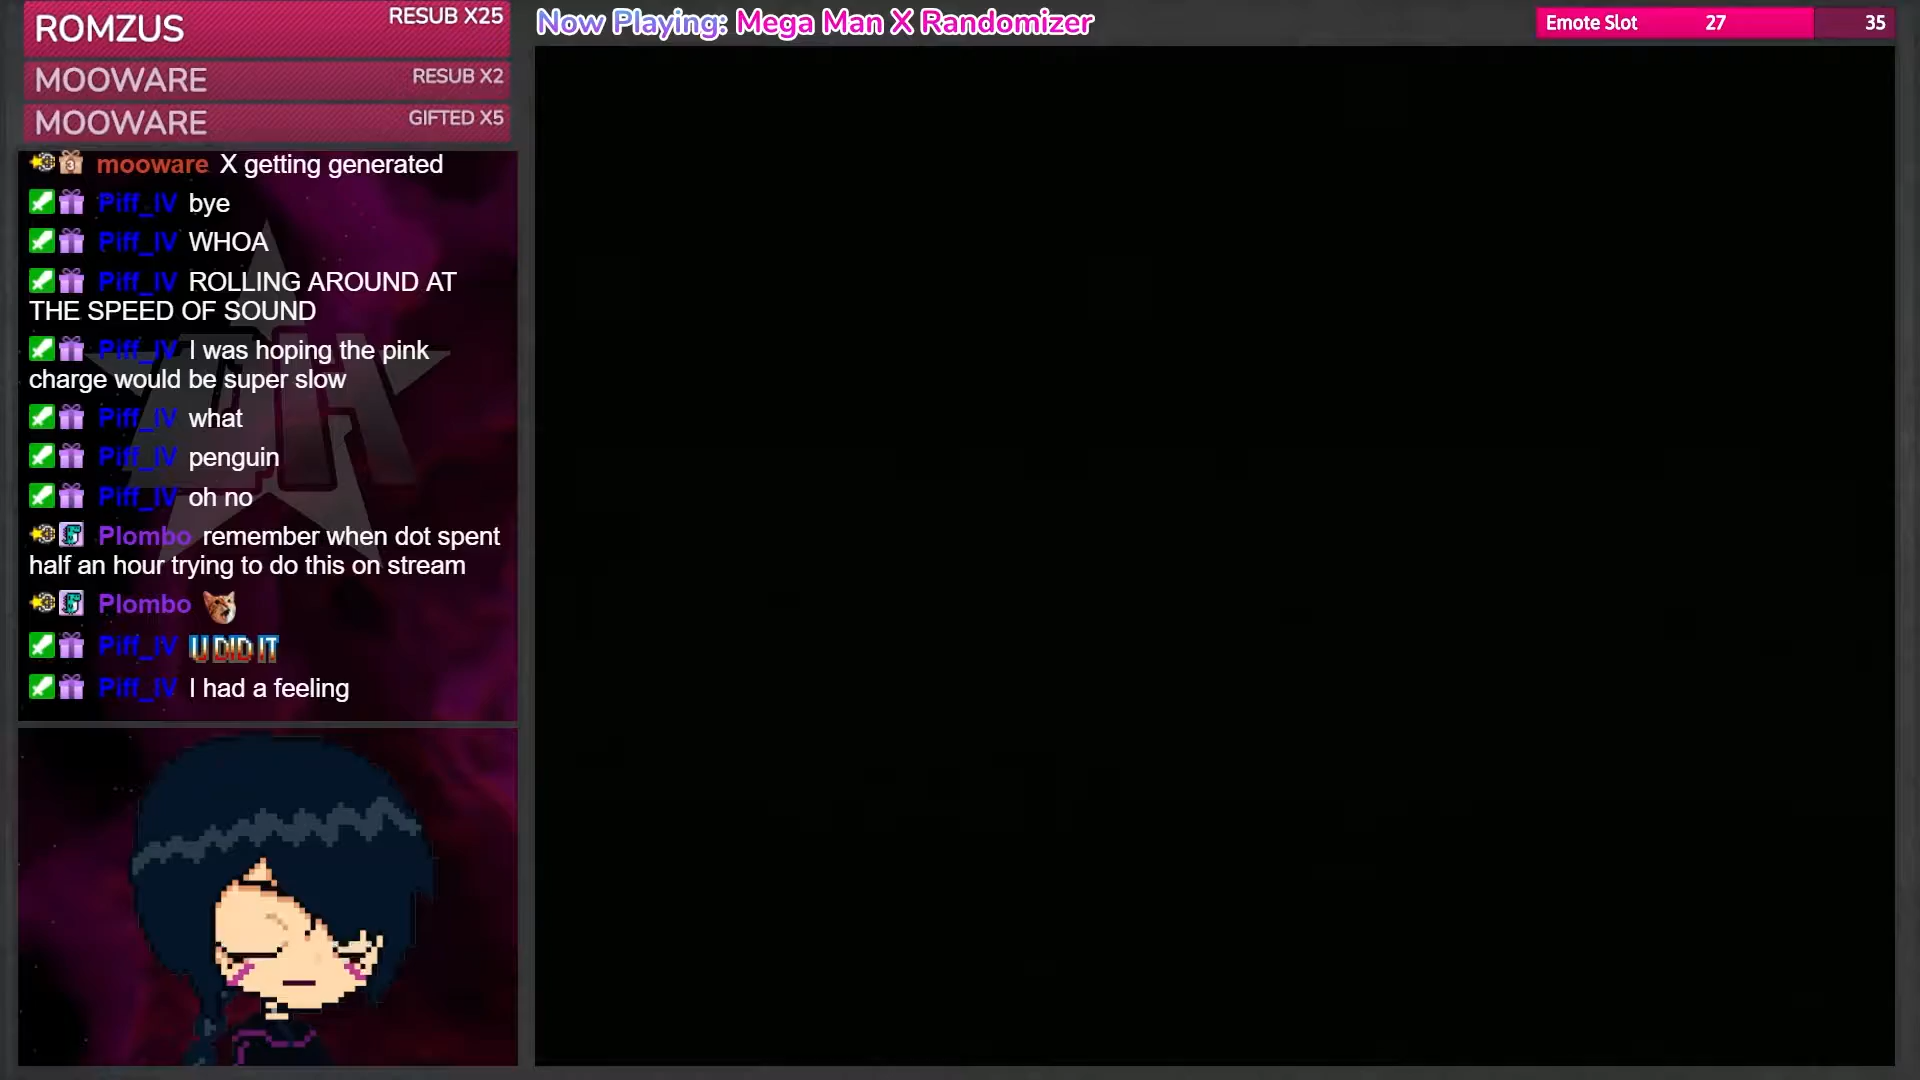 ROMZUS RESUB X25
MOOWARE RESUB X2
MOOWARE GIFTED X5
Now Playing: Mega Man X Randomizer
Emote Slot 27 35
mooware X getting generated
Piff_IV bye
Piff_IV WHOA
Piff_IV ROLLING AROUND AT
THE SPEED OF SOUND
Piff_IV I was hoping the pink
charge would be super slow
Piff_IV what
Piff_IV penguin
Piff_IV oh no
Plombo remember when dot spent
half an hour trying to do this on stream
Plombo
Piff_IV U DID IT
Piff_IV I had a feeling